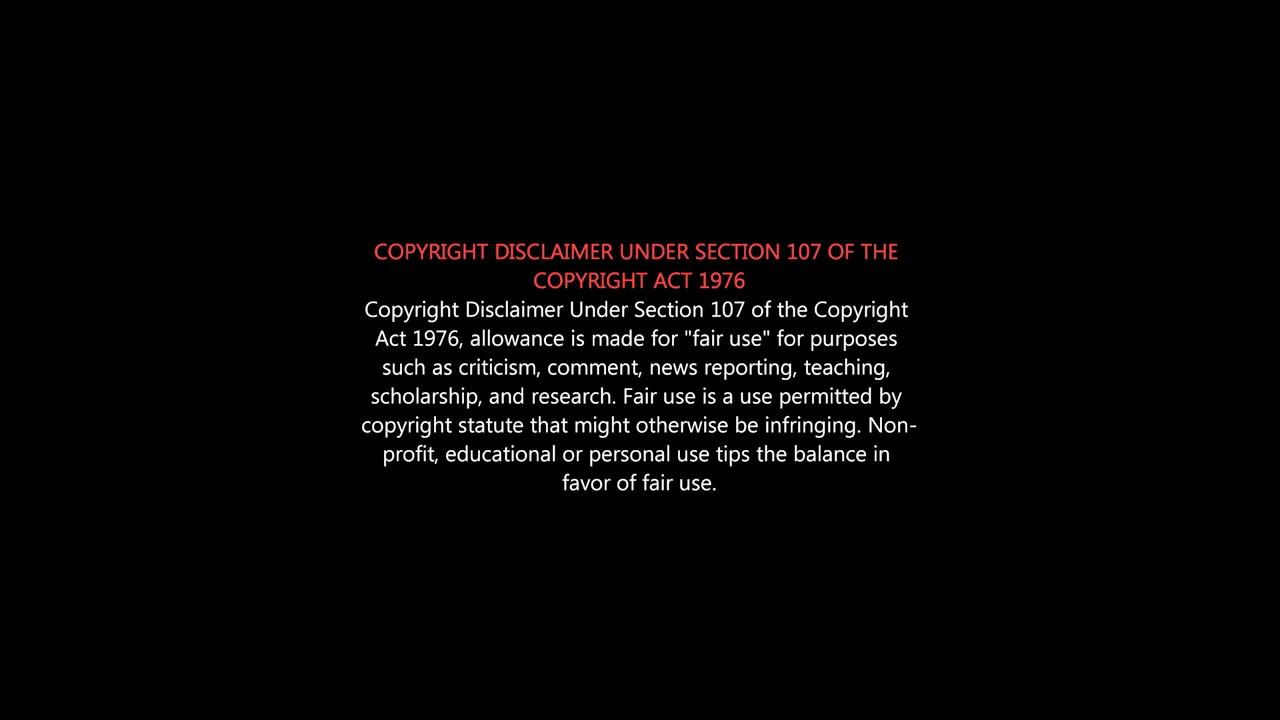 COPYRIGHT DISCLAIMER UNDER SECTION 107 OF THE
COPYRIGHT ACT 1976
Copyright Disclaimer Under Section 107 of the Copyright
Act 1976, allowance is made for "fair use" for purposes
such as criticism, comment, news reporting, teaching,
scholarship, and research. Fair use is a use permitted by
copyright statute that might otherwise be infringing. Non-
profit, educational or personal use tips the balance in
favor of fair use.